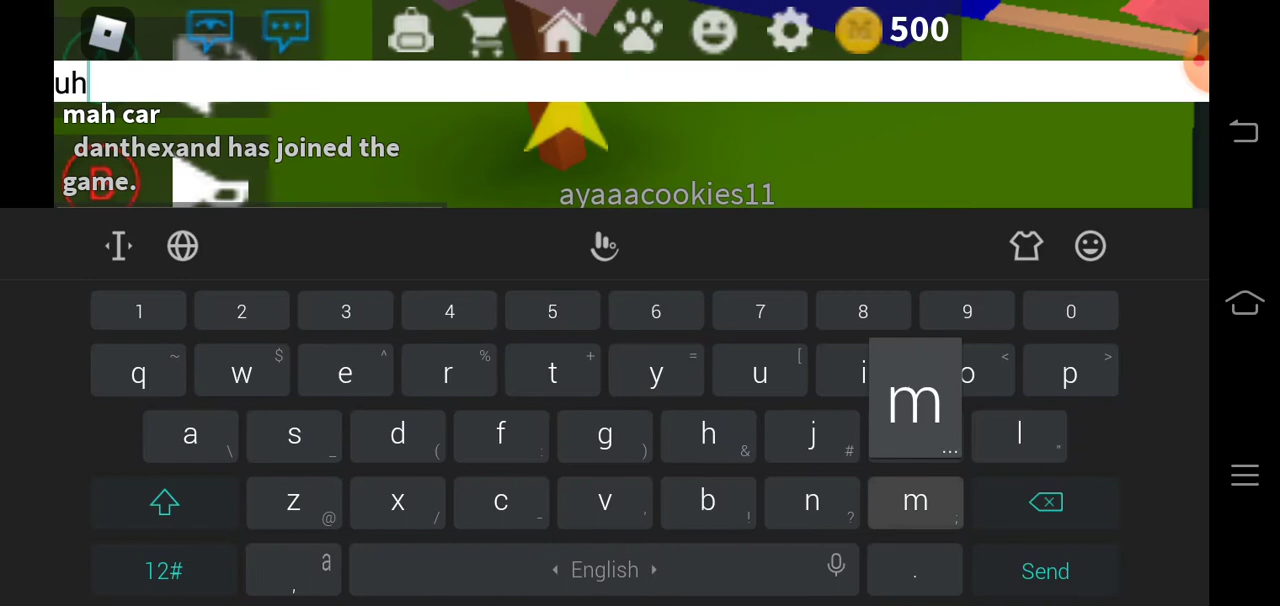 500
uh
mah car
danthexand has joined the
game.
ayaaacookies11
1 2 3 4 5 6 7 8 9 0
q ~ w $ e ^ r % t + y = u [ i o < p >
a \ s _ d ( f : g ) h & j # m ... l "
z @ x / c - v ' b ! n ? m ;
12# a , English . Send